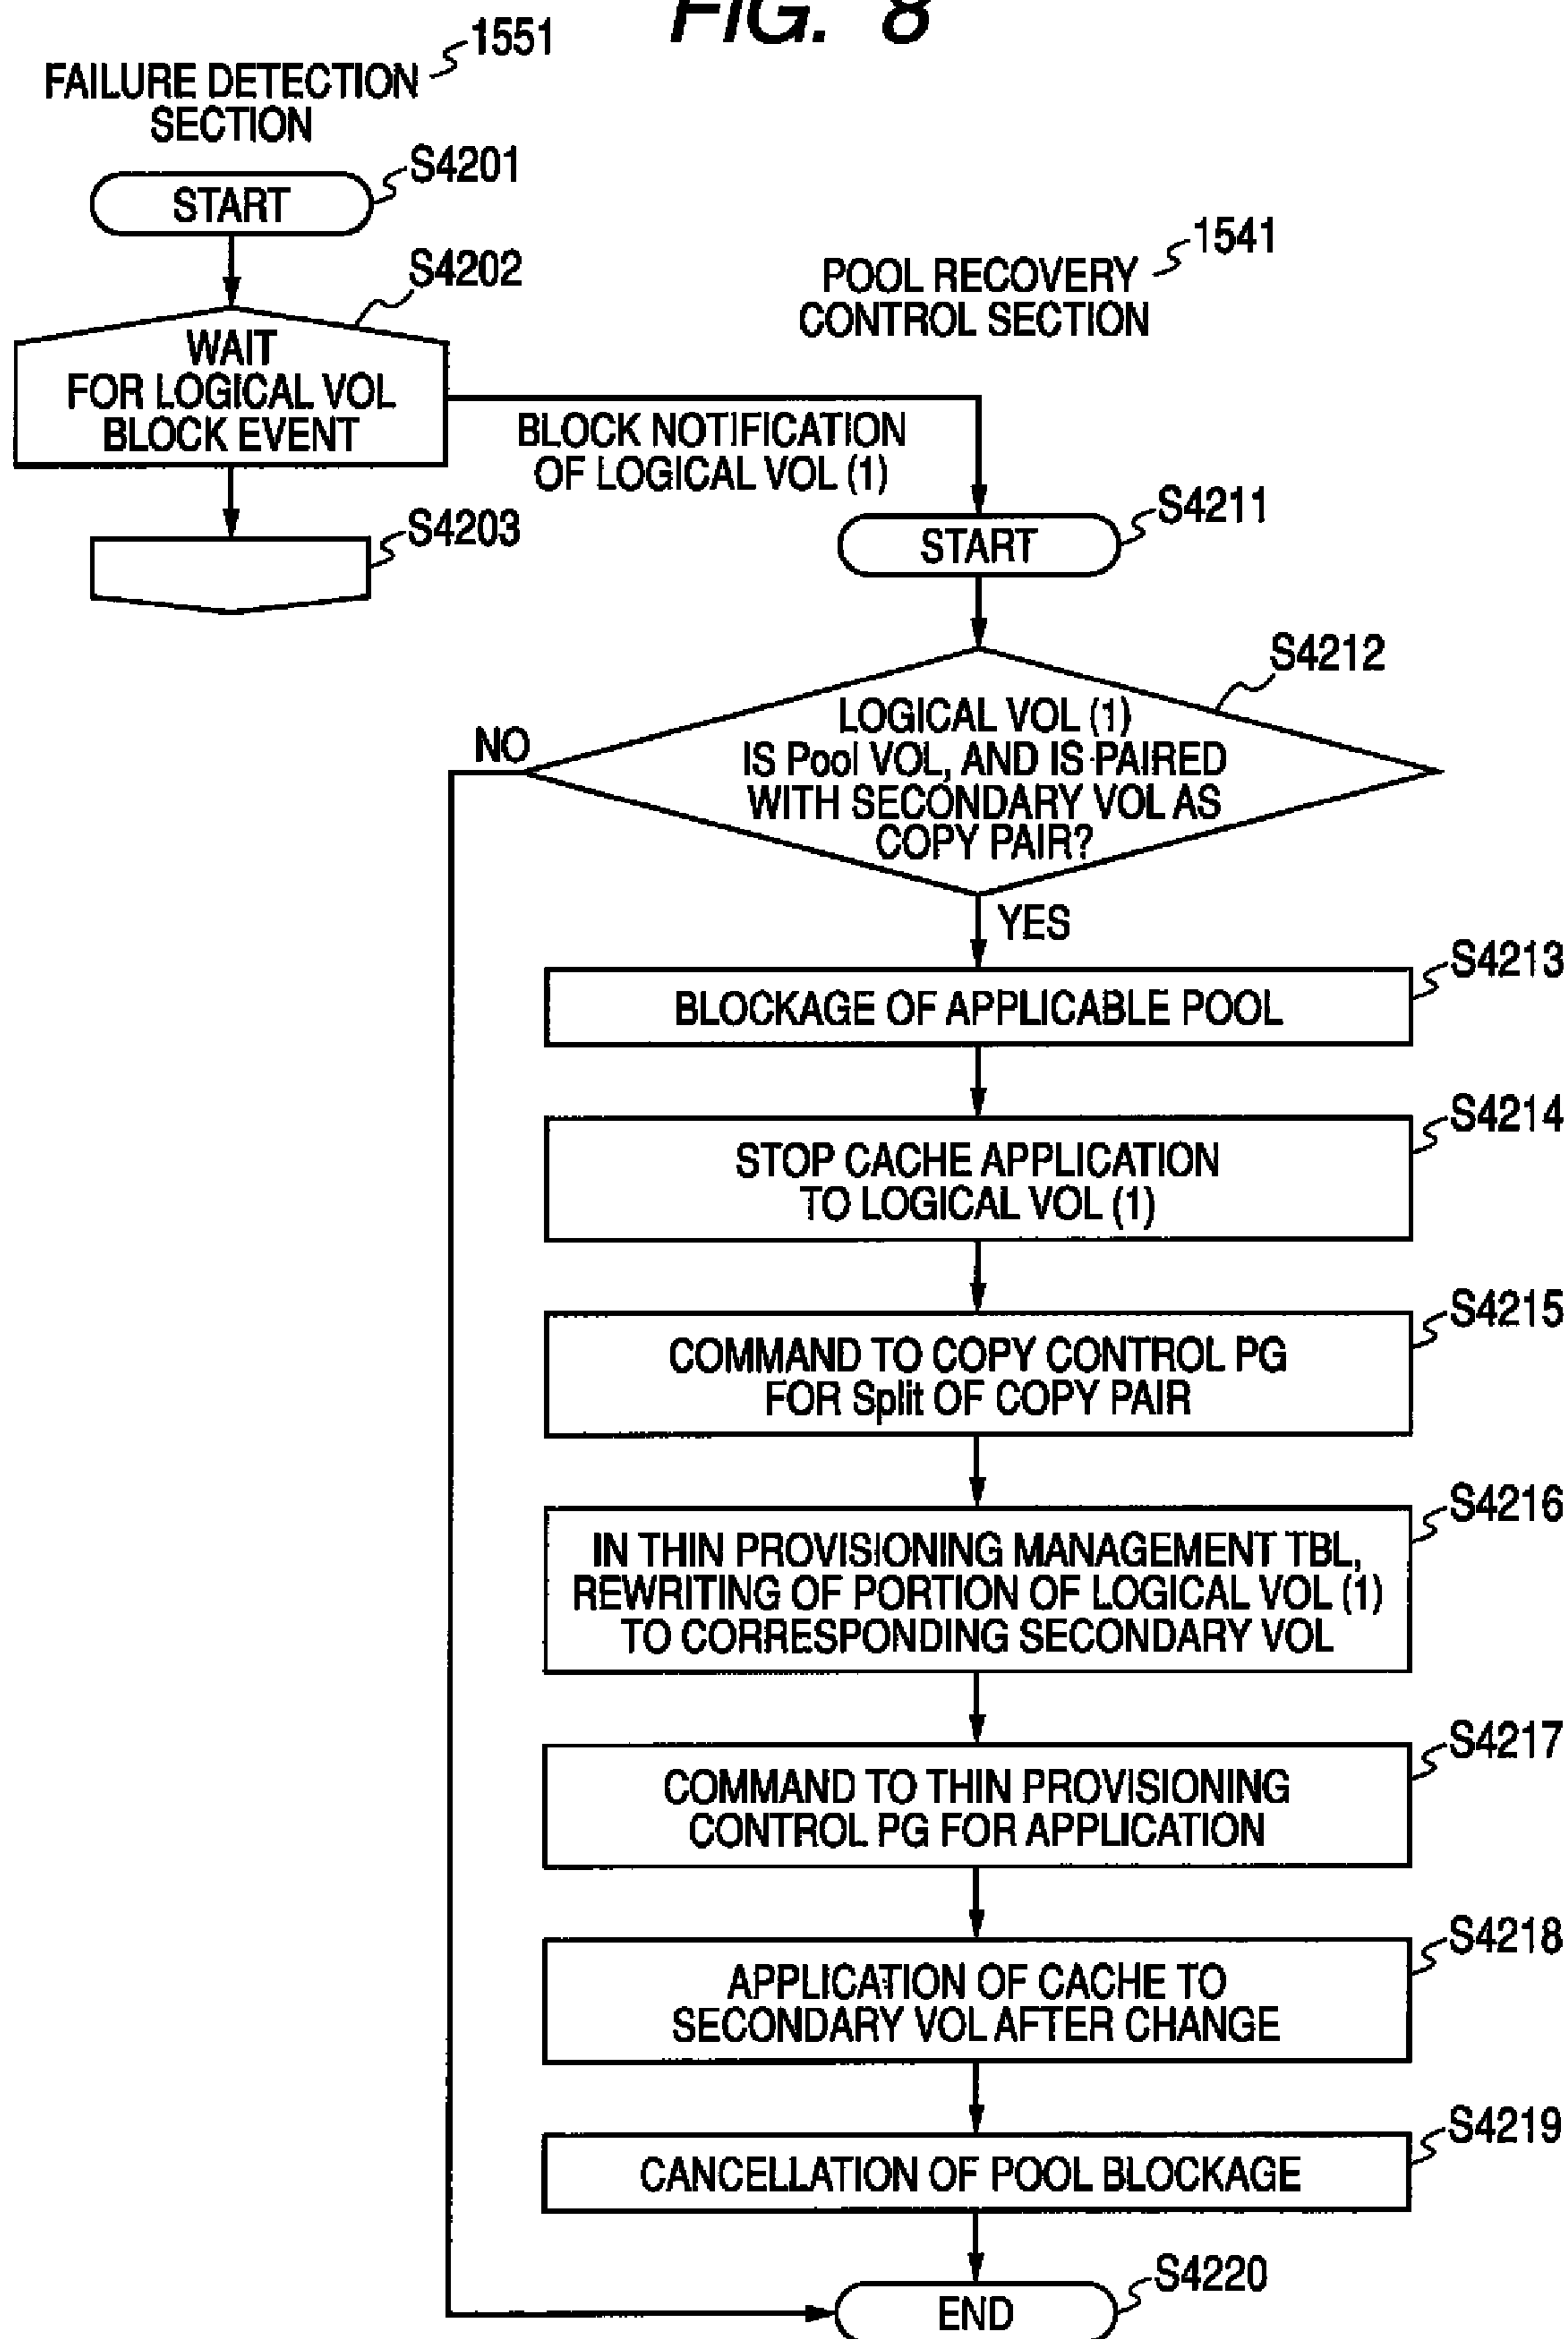 FIG. 8
1551
FAILURE DETECTION
SECTION
S4201
START
S4202
WAIT
FOR LOGICAL VOL
BLOCK EVENT
S4203
1541
POOL RECOVERY
CONTROL SECTION
BLOCK NOTIFICATION
OF LOGICAL VOL (1)
S4211
START
S4212
LOGICAL VOL (1)
IS Pool VOL, AND IS PAIRED
WITH SECONDARY VOL AS
COPY PAIR?
NO
YES
S4213
BLOCKAGE OF APPLICABLE POOL
S4214
STOP CACHE APPLICATION
TO LOGICAL VOL (1)
S4215
COMMAND TO COPY CONTROL PG
FOR Split OF COPY PAIR
S4216
IN THIN PROVISIONING MANAGEMENT TBL,
REWRITING OF PORTION OF LOGICAL VOL (1)
TO CORRESPONDING SECONDARY VOL
S4217
COMMAND TO THIN PROVISIONING
CONTROL PG FOR APPLICATION
S4218
APPLICATION OF CACHE TO
SECONDARY VOL AFTER CHANGE
S4219
CANCELLATION OF POOL BLOCKAGE
S4220
END